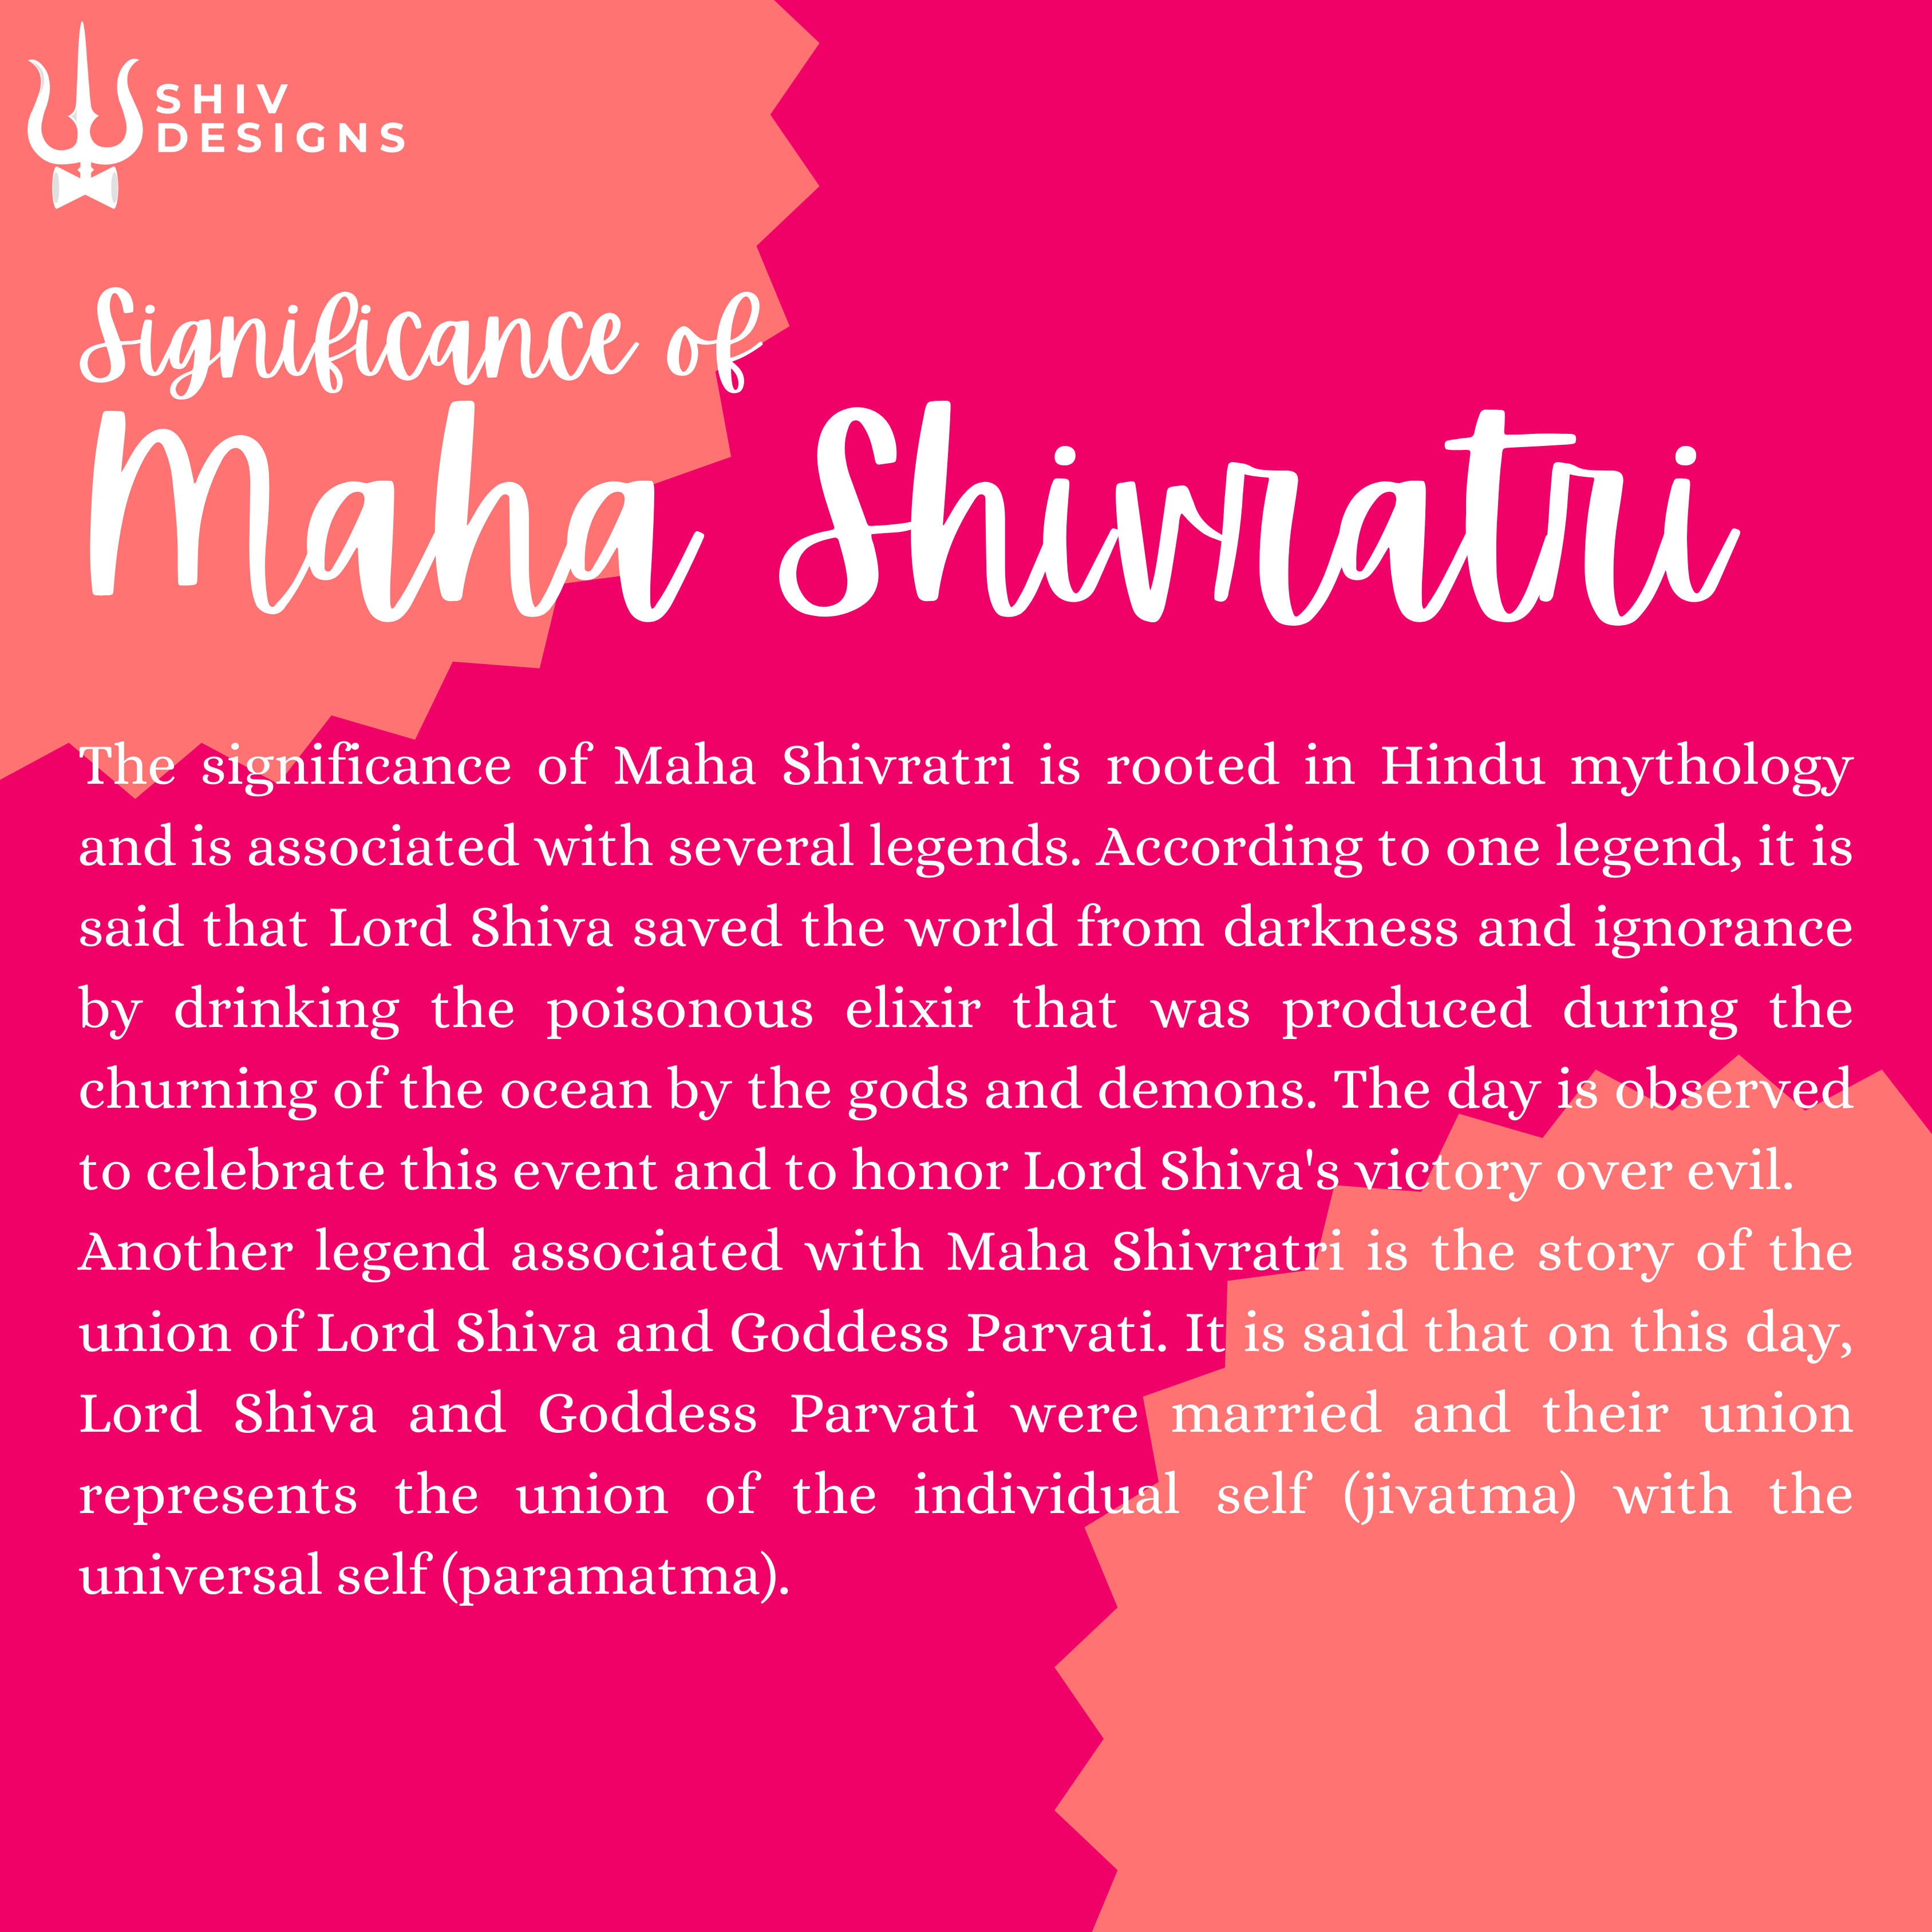 SHIV
DESIGNS
Significance of
Maha Shivratri
The significance of Maha Shivratri is rooted in Hindu mythology
and is associated with several legends. According to one legend, it is
said that Lord Shiva saved the world from darkness and ignorance
by drinking the poisonous elixir that was produced during the
churning of the ocean by the gods and demons. The day is observed
to celebrate this event and to honor Lord Shiva's victory over evil.
Another legend associated with Maha Shivratri is the story of the
union of Lord Shiva and Goddess Parvati. It is said that on this day,
Lord Shiva and Goddess Parvati were married and their union
represents the union of the individual self (jivatma) with the
universal self (paramatma).